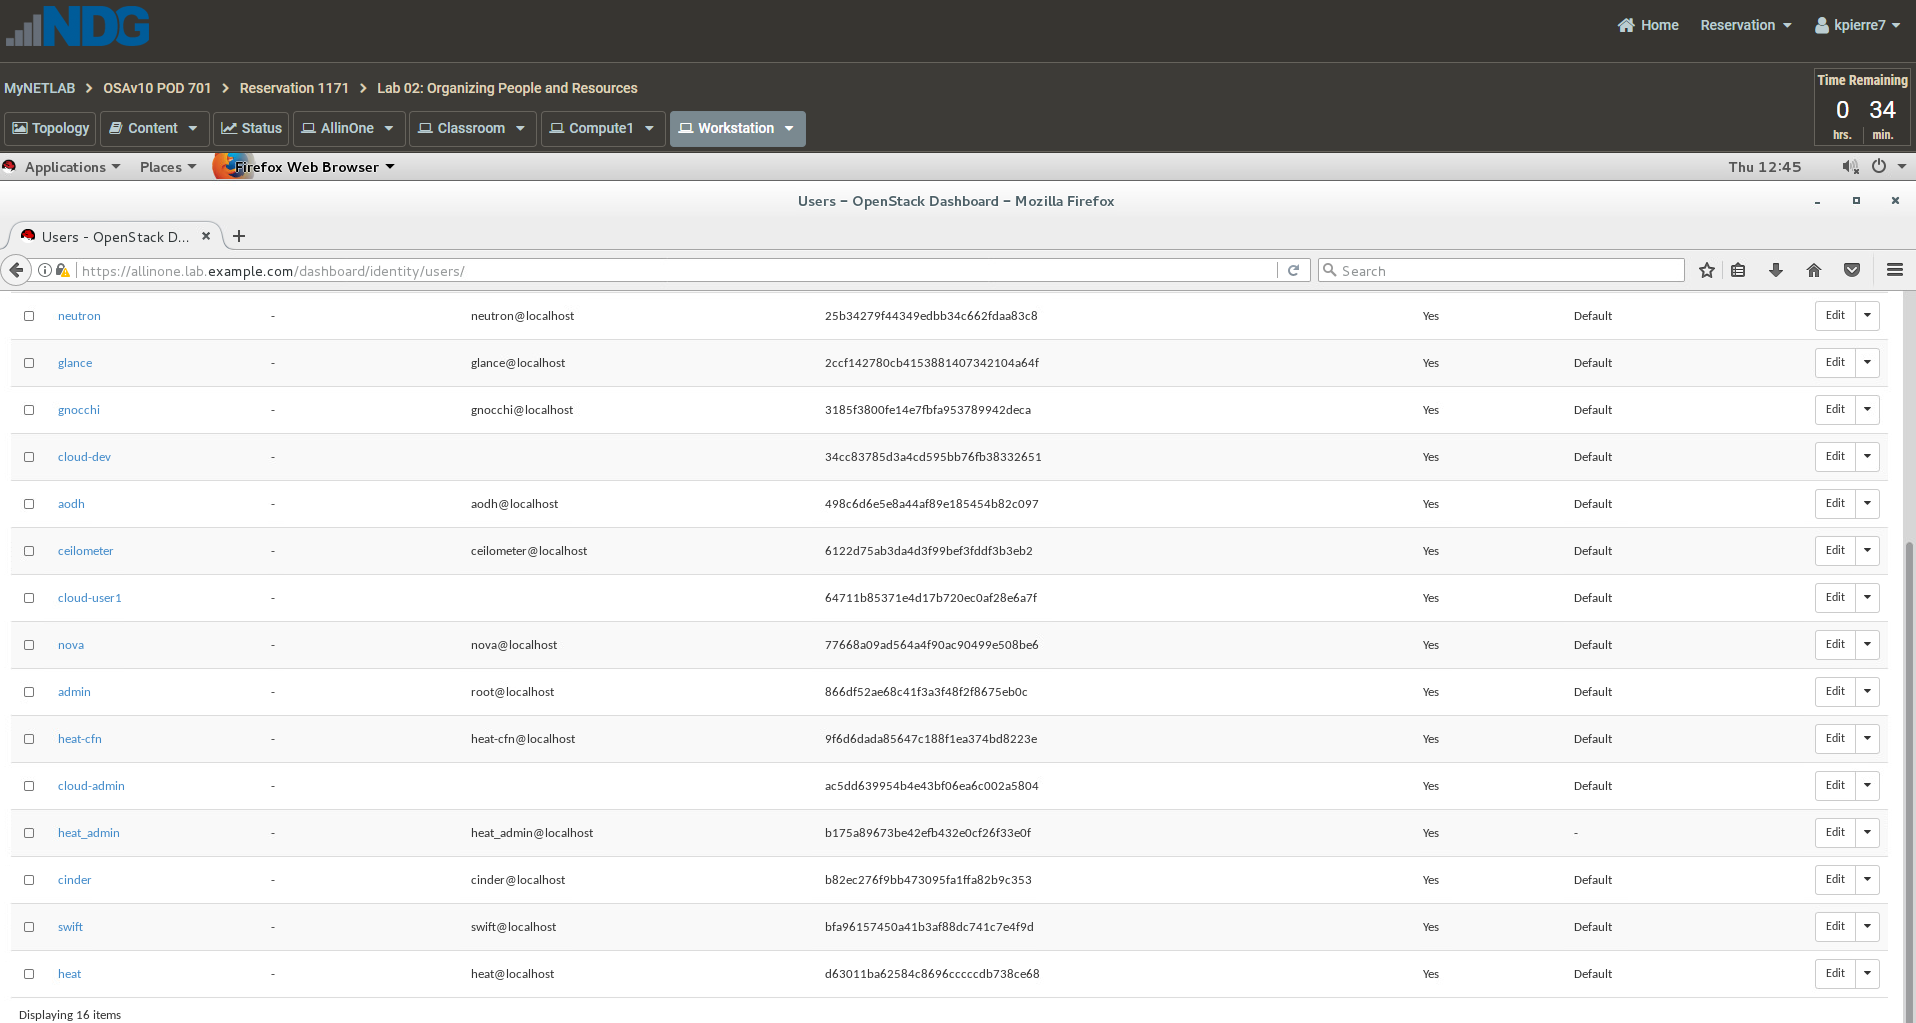 NDG
Home Reservation kpierre7
MyNETLAB > OSAv10 POD 701 > Reservation 1171 > Lab 02: Organizing People and Resources
Time Remaining
0 34
hrs. min.
Topology Content Status AllinOne Classroom Compute1 Workstation
Applications Places Firefox Web Browser Thu 12:45
Users - OpenStack Dashboard - Mozilla Firefox
Users - OpenStack D...
https://allinone.lab.example.com/dashboard/identity/users/ Search
neutron - neutron@localhost 25b34279f44349edbb34c662fdaa83c8 Yes Default Edit
glance - glance@localhost 2ccf142780cb4153881407342104a64f Yes Default Edit
gnocchi - gnocchi@localhost 3185f3800fe14e7fbfa953789942deca Yes Default Edit
cloud-dev - 34cc83785d3a4cd595bb76fb38332651 Yes Default Edit
aodh - aodh@localhost 498c6d6e5e8a44af89e185454b82c097 Yes Default Edit
ceilometer - ceilometer@localhost 6122d75ab3da4d3f99bef3fddf3b3eb2 Yes Default Edit
cloud-user1 - 64711b85371e4d17b720ec0af28e6a7f Yes Default Edit
nova - nova@localhost 77668a09ad564a4f90ac90499e508be6 Yes Default Edit
admin - root@localhost 866df52ae68c41f3a3f48f2f8675eb0c Yes Default Edit
heat-cfn - heat-cfn@localhost 9f6d6dada85647c188f1ea374bd8223e Yes Default Edit
cloud-admin - ac5dd639954b4e43bf06ea6c002a5804 Yes Default Edit
heat_admin - heat_admin@localhost b175a89673be42efb432e0cf26f33e0f Yes - Edit
cinder - cinder@localhost b82ec276f9bb473095fa1ffa82b9c353 Yes Default Edit
swift - swift@localhost bfa96157450a41b3af88dc741c7e4f9d Yes Default Edit
heat - heat@localhost d63011ba62584c8696cccccdb738ce68 Yes Default Edit
Displaying 16 items